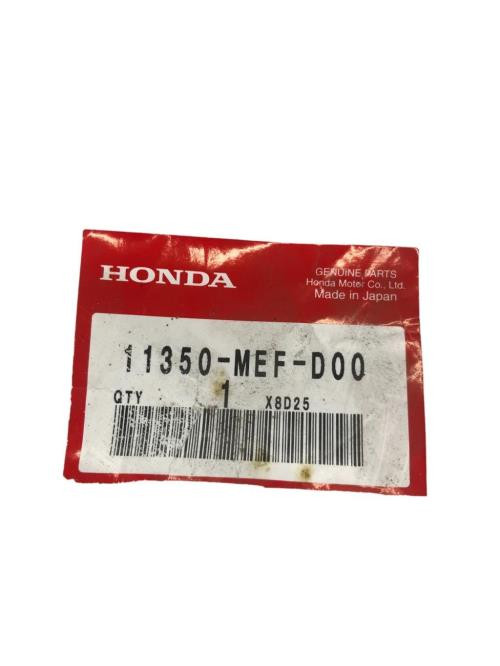 HONDA
GENUINE PARTS
Honda Motor Co., Ltd.
Made in Japan
11350-MEF-D00
QTY 1 X8D25